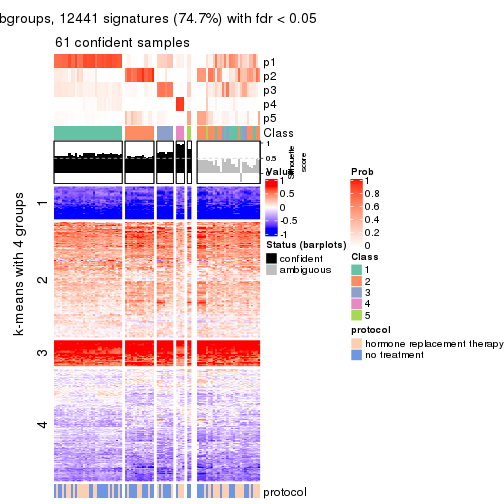 bgroups, 12441 signatures (74.7%) with fdr < 0.05
61 confident samples
p1
p2
p3
p4
p5
Class
1
0.5
0
Silhouette
score
Value
1
0.5
0
-0.5
-1
Status (barplots)
confident
ambiguous
Prob
1
0.8
0.6
0.4
0.2
0
Class
1
2
3
4
5
protocol
hormone replacement therapy
no treatment
k-means with 4 groups
1
2
3
4
protocol